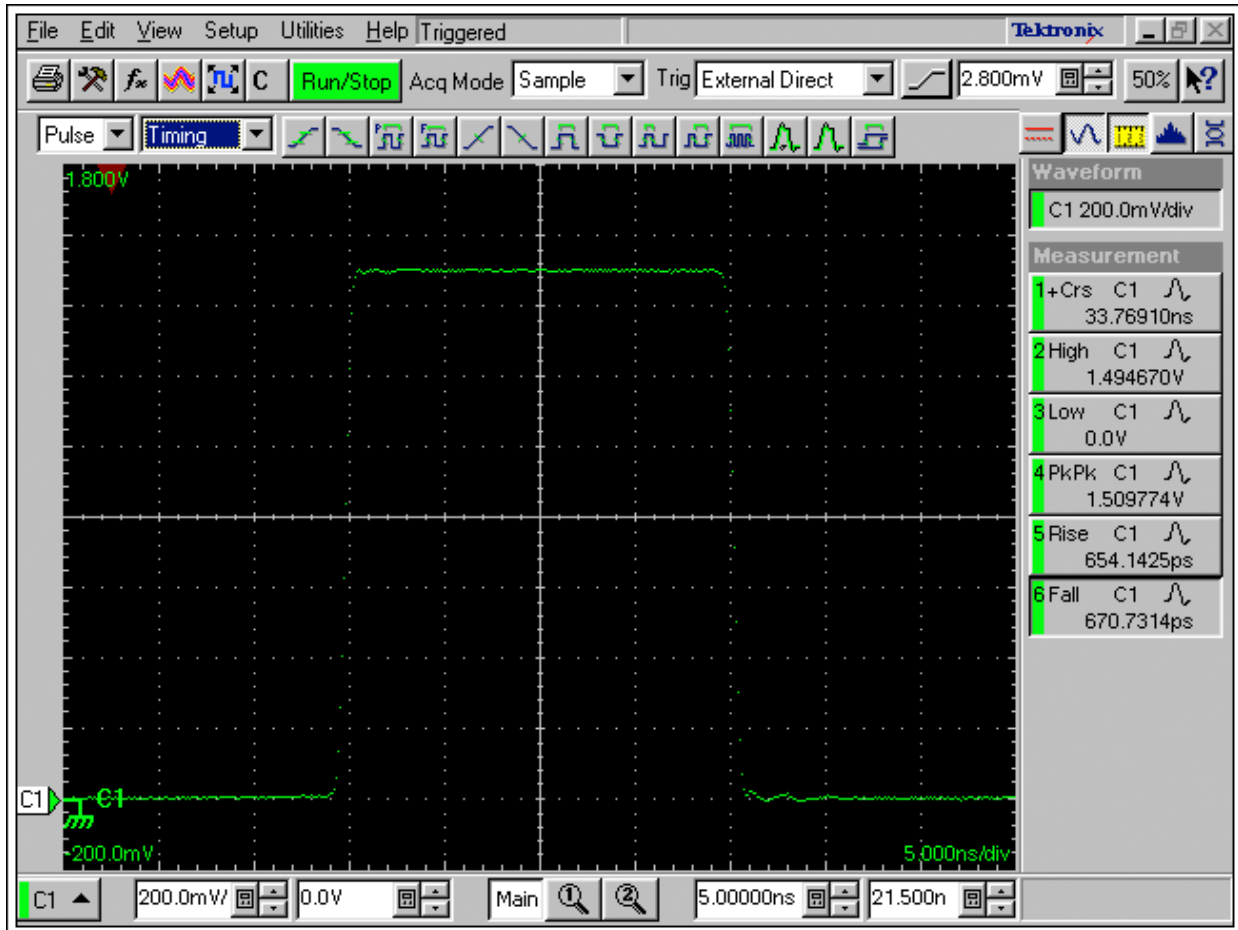 File Edit View Setup Utilities Help Triggered Tektronix
C Run/Stop Acq Mode Sample Trig External Direct 2.800mV 50%
Pulse Timing
1.800V
C1
C1
-200.0mV
5.000ns/div
Waveform
C1 200.0mV/div
Measurement
1+Crs C1
33.76910ns
2 High C1
1.494670V
3 Low C1
0.0V
4 PkPk C1
1.509774V
5 Rise C1
654.1425ps
6 Fall C1
670.7314ps
C1 200.0mV/ 0.0V Main 1 2 5.00000ns 21.500n